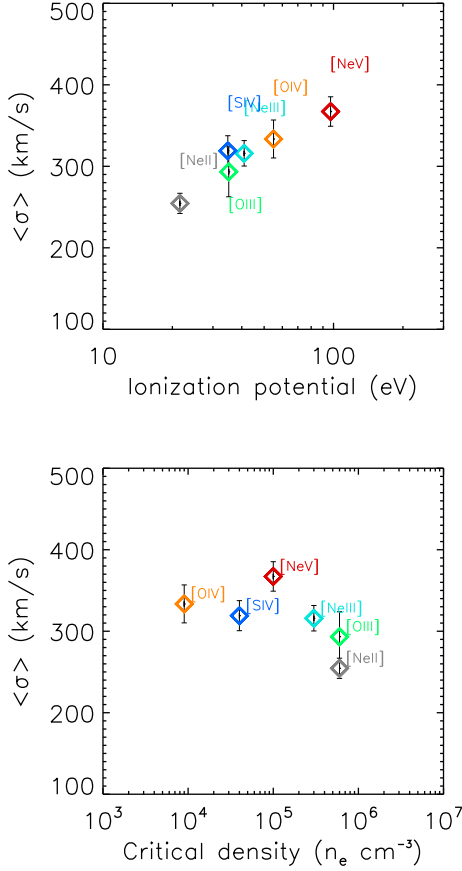 500
400
300
200
100
<σ> (km/s)
[NeV]
[OIV]
[SIV]
[NeIII]
[NeII]
[OIII]
10
100
Ionization potential (eV)
500
400
300
200
100
<σ> (km/s)
[NeV]
[OIV]
[SIV]
[NeIII]
[OIII]
[NeII]
10³ 10⁴ 10⁵ 10⁶ 10⁷
Critical density (nₑ cm⁻³)